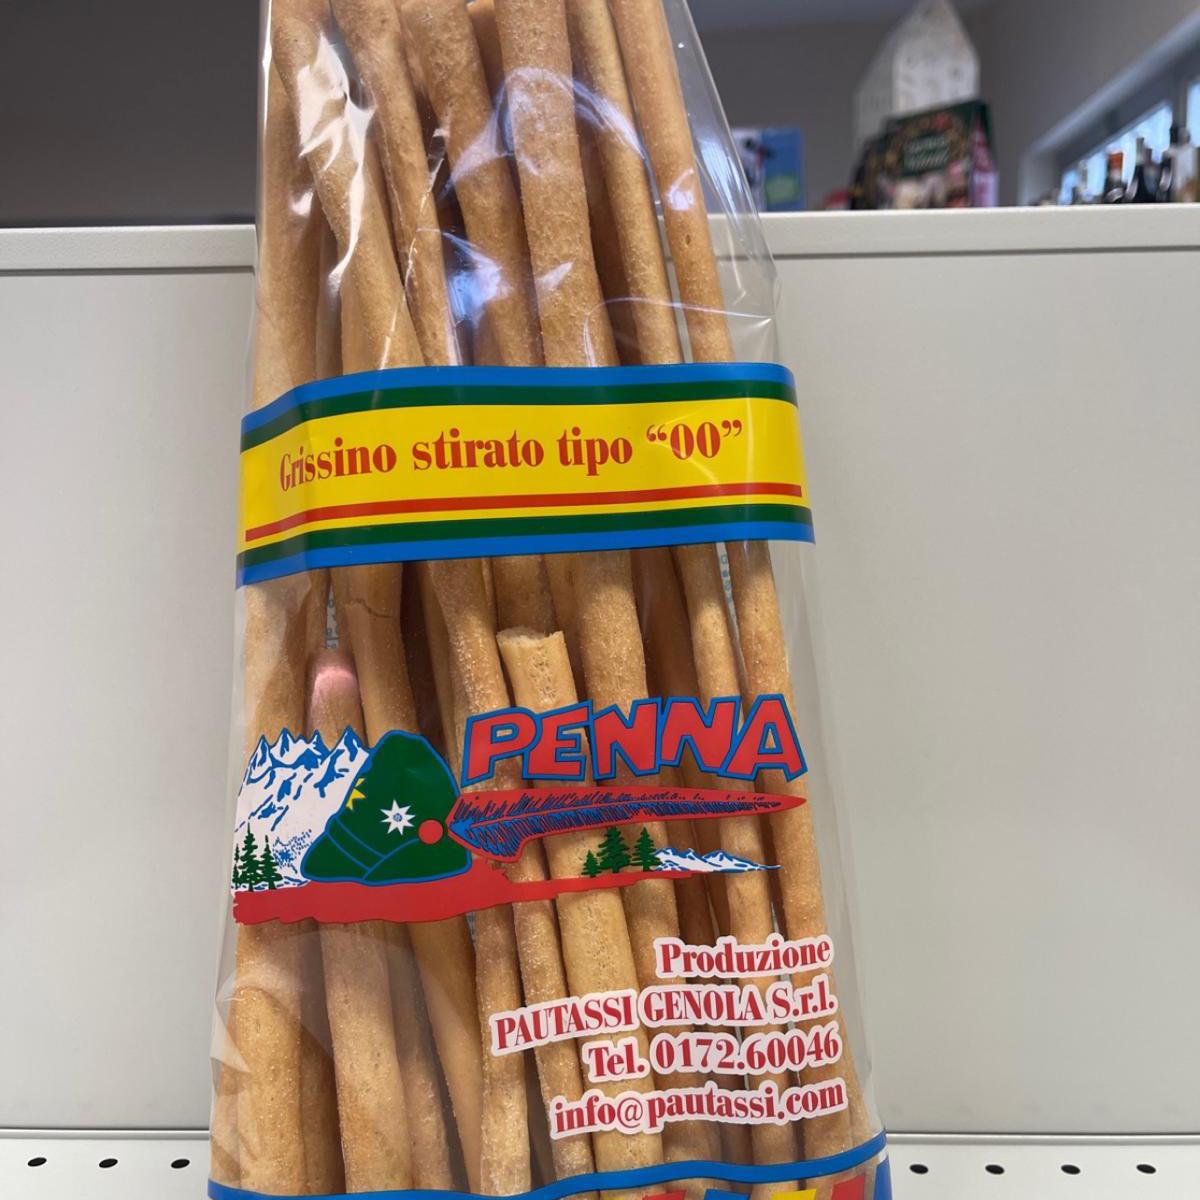 Grissino stirato tipo “00”
PENNA
Produzione
PAUTASSI GENOLA S.r.l.
Tel. 0172.60046
info@pautassi.com